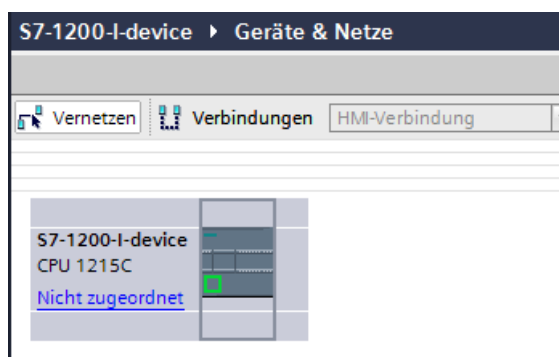 S7-1200-I-device ▸ Geräte & Netze
Vernetzen Verbindungen HMI-Verbindung
S7-1200-I-device
CPU 1215C
Nicht zugeordnet